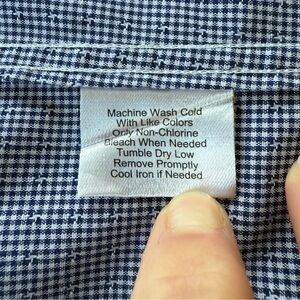 Machine Wash Cold
With Like Colors
Only Non-Chlorine
Bleach When Needed
Tumble Dry Low
Remove Promptly
Cool Iron if Needed